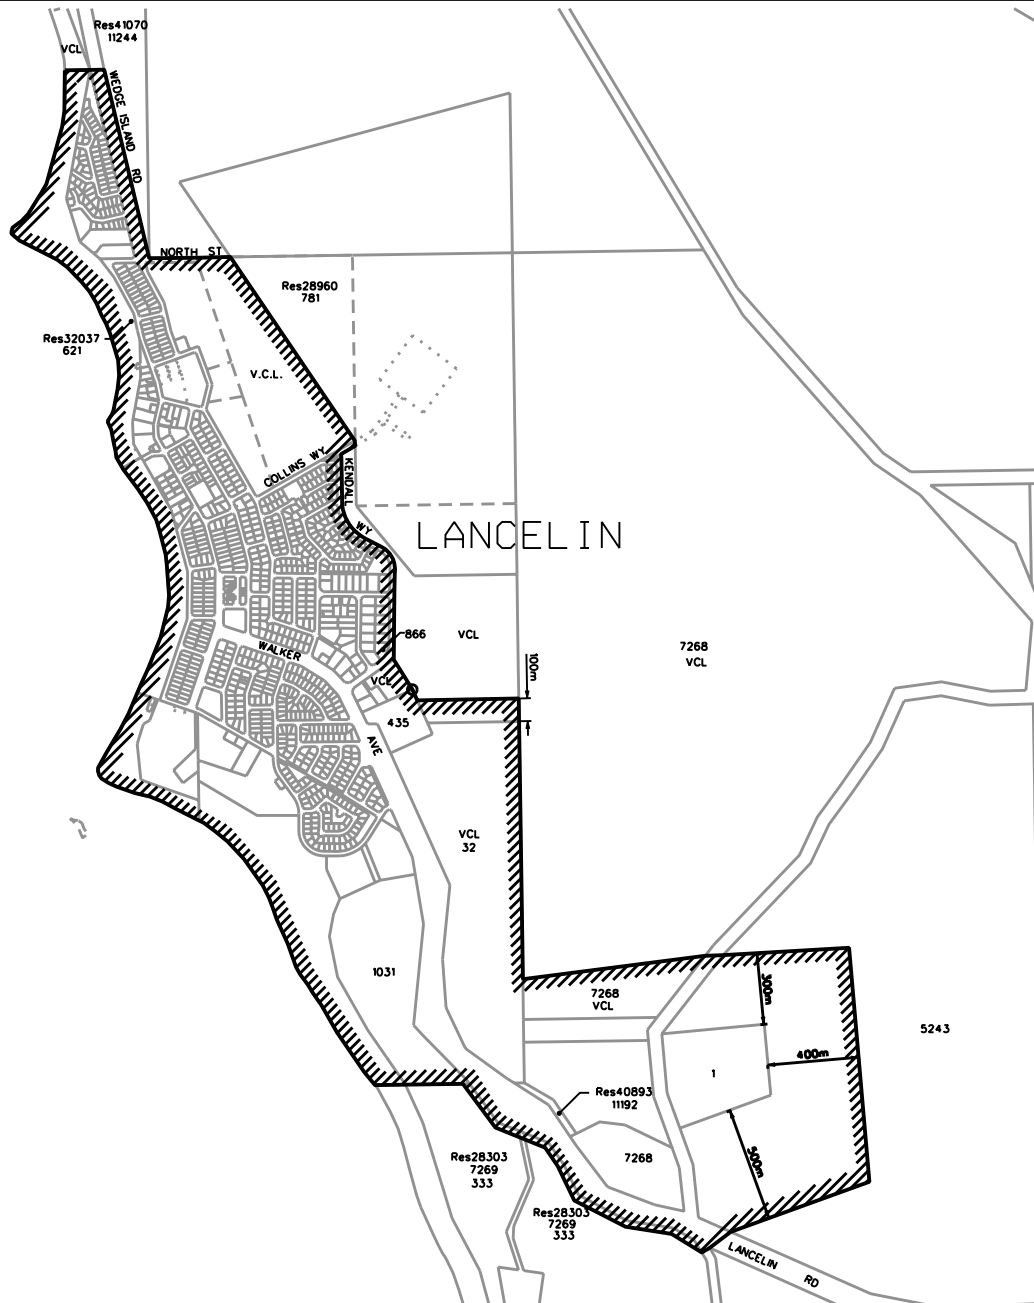 Res41070
11244
VCL
WEDGE ISLAND RD
NORTH ST
Res28960
781
Res32037
621
V.C.L.
COLLINS WY
KENDALL WY
LANCELIN
866
VCL
7268
VCL
WALKER AVE
100m
VCL
435
VCL
32
1031
7268
VCL
300m
5243
400m
1
Res40893
11192
7268
500m
Res28303
7269
333
Res28303
7269
333
LANCELIN RD